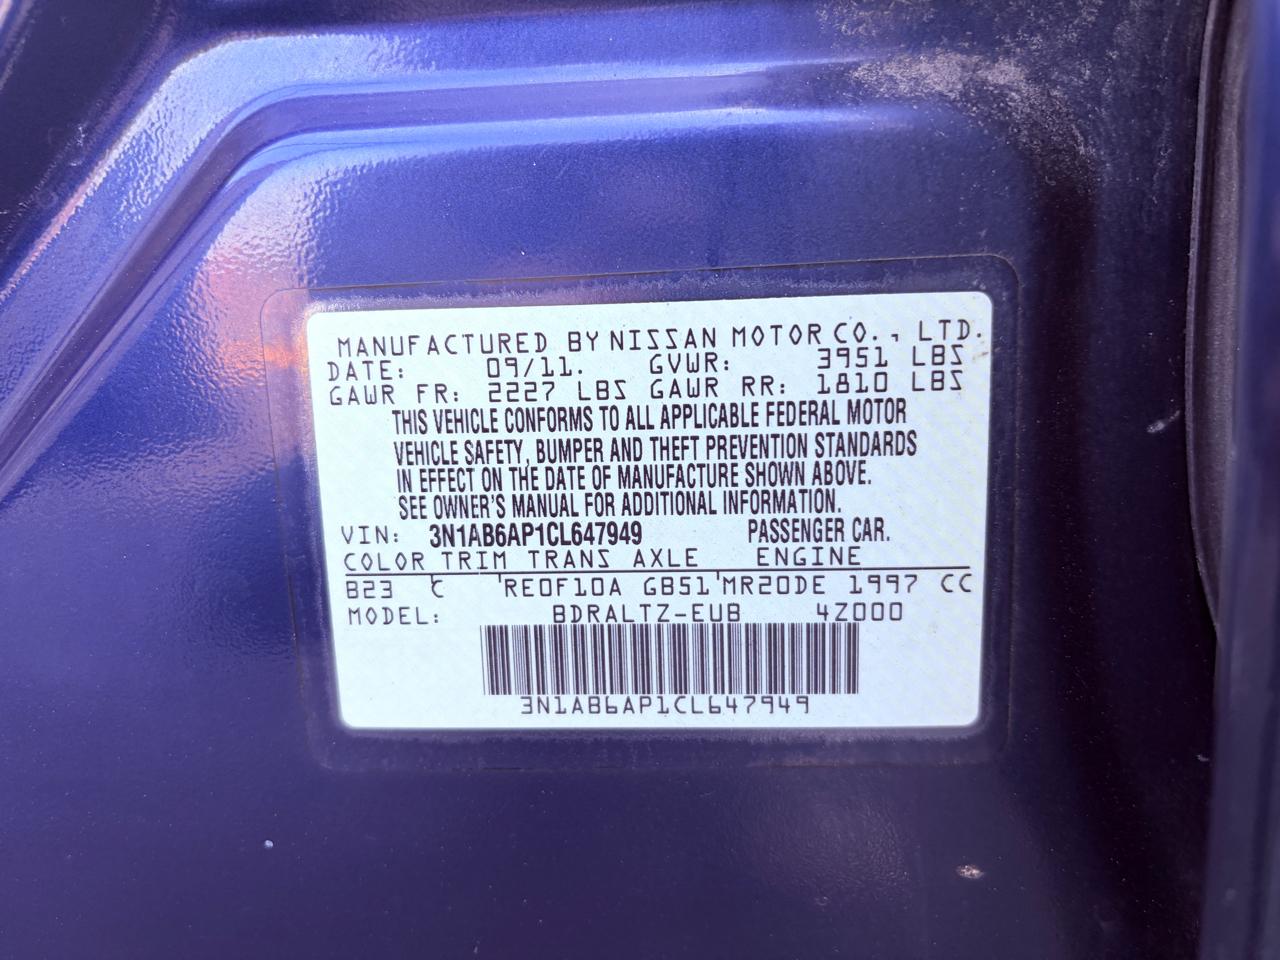 MANUFACTURED BY NISSAN MOTOR CO., LTD.
DATE: 09/11. GVWR: 3951 LBS
GAWR FR: 2227 LBS GAWR RR: 1810 LBS
THIS VEHICLE CONFORMS TO ALL APPLICABLE FEDERAL MOTOR
VEHICLE SAFETY, BUMPER AND THEFT PREVENTION STANDARDS
IN EFFECT ON THE DATE OF MANUFACTURE SHOWN ABOVE.
SEE OWNER'S MANUAL FOR ADDITIONAL INFORMATION.
VIN: 3N1AB6AP1CL647949 PASSENGER CAR.
COLOR TRIM TRANS AXLE ENGINE
B23 C RE0F10A GB51 MR20DE 1997 CC
MODEL: BDRALTZ-EUB 4Z000
3N1AB6AP1CL647949